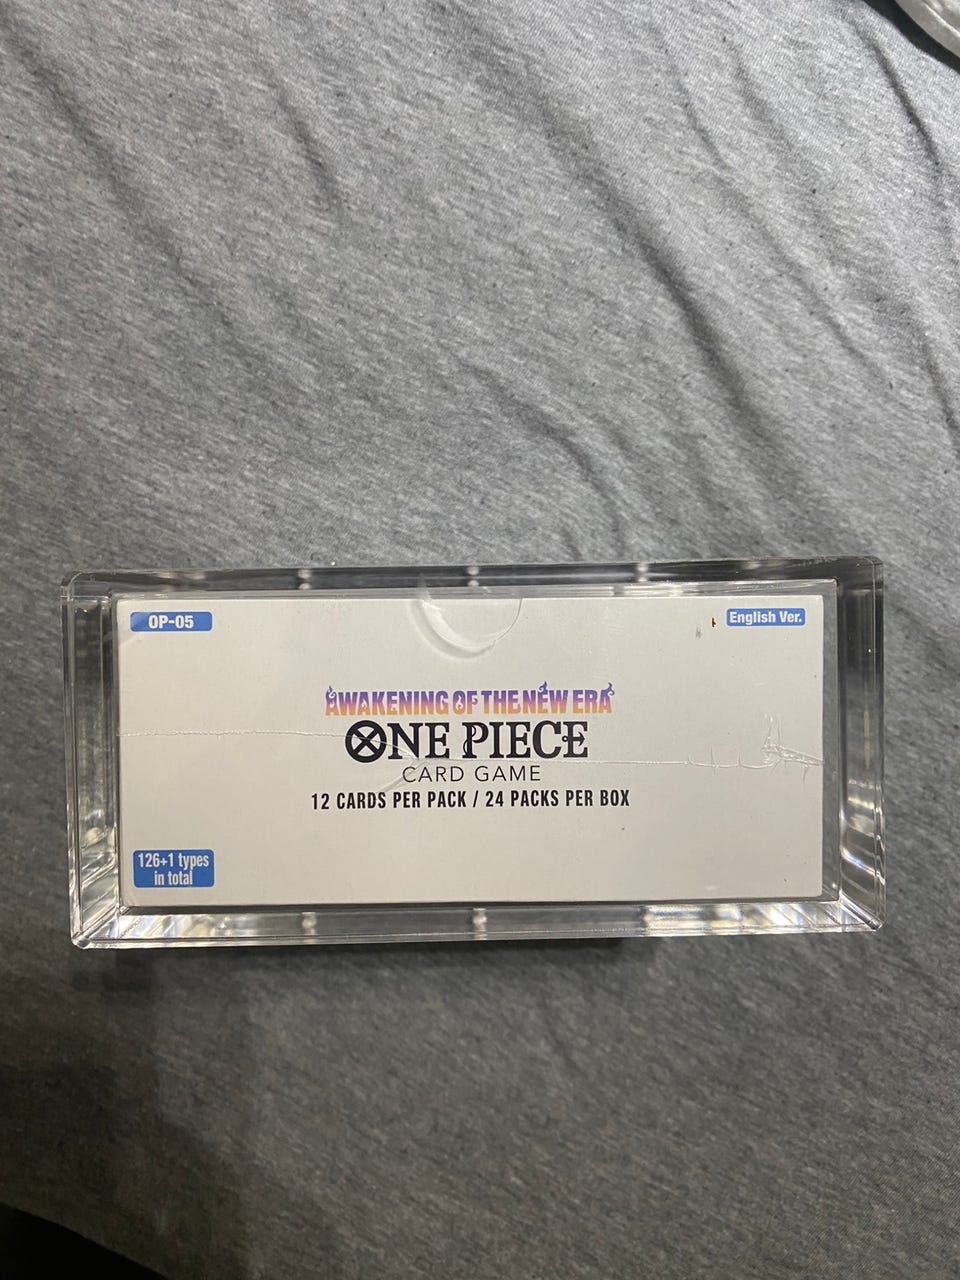 OP-05
English Ver.
AWAKENING OF THE NEW ERA
ONE PIECE
CARD GAME
12 CARDS PER PACK / 24 PACKS PER BOX
126+1 types
in total